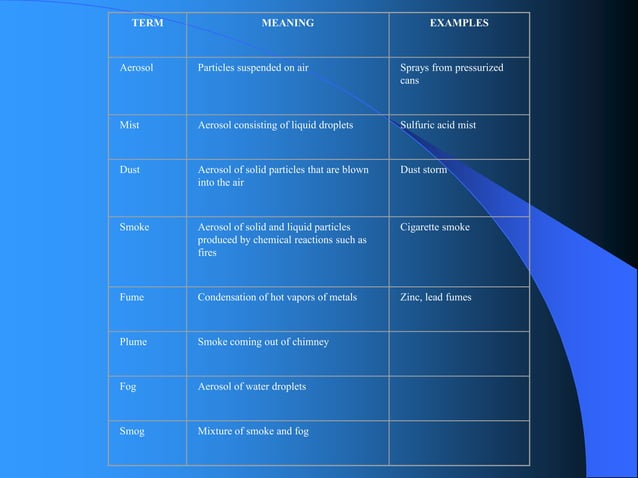 TERM MEANING EXAMPLES
Aerosol Particles suspended on air Sprays from pressurized
cans
Mist Aerosol consisting of liquid droplets Sulfuric acid mist
Dust Aerosol of solid particles that are blown Dust storm
into the air
Smoke Aerosol of solid and liquid particles Cigarette smoke
produced by chemical reactions such as
fires
Fume Condensation of hot vapors of metals Zinc, lead fumes
Plume Smoke coming out of chimney
Fog Aerosol of water droplets
Smog Mixture of smoke and fog